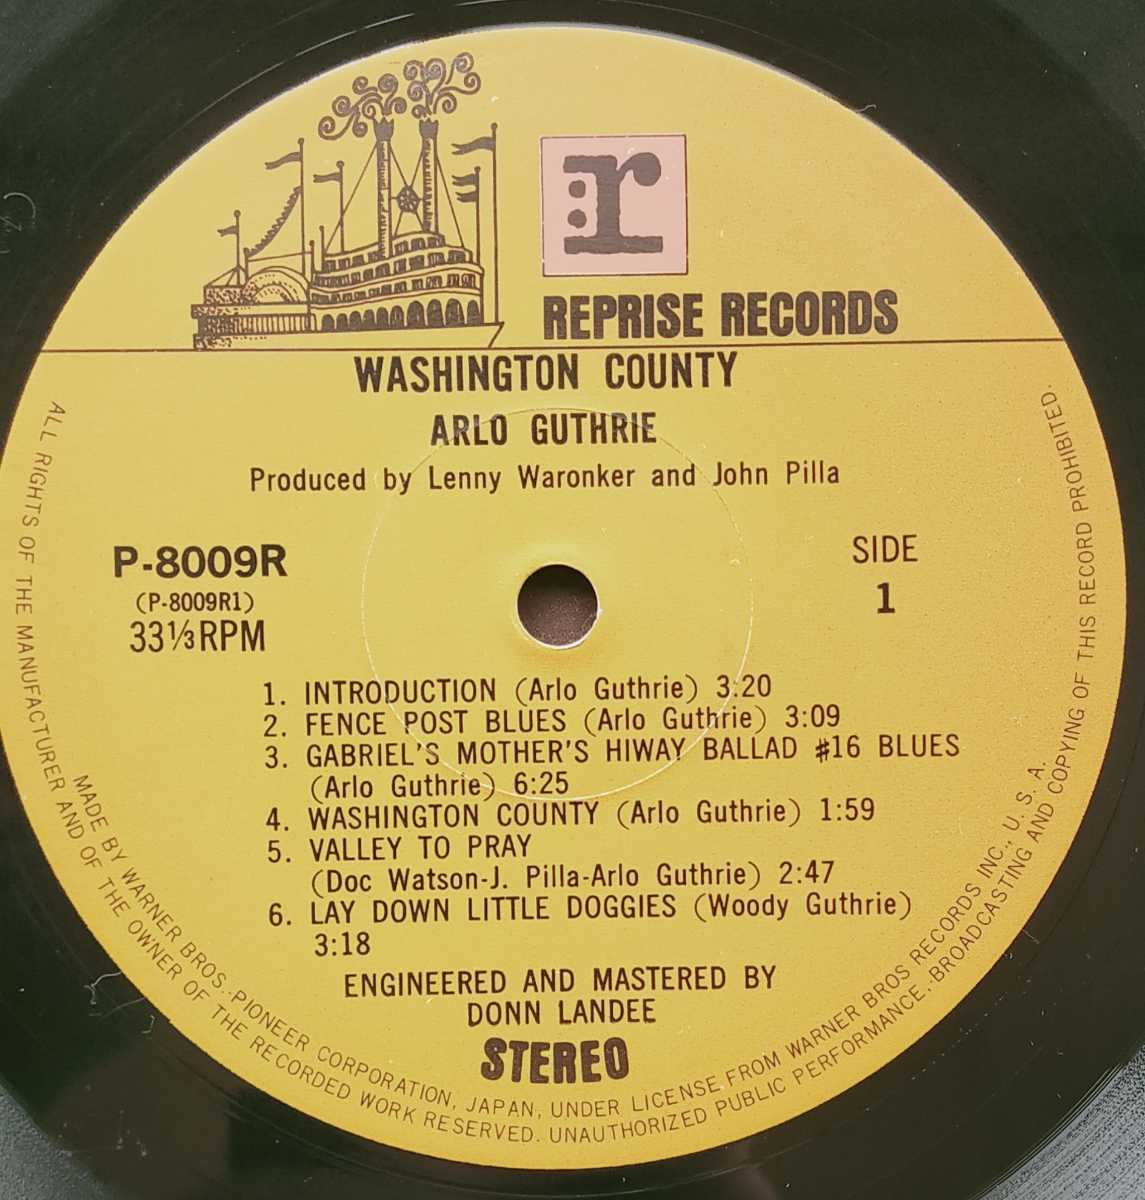 :r
REPRISE RECORDS
WASHINGTON COUNTY
ARLO GUTHRIE
Produced by Lenny Waronker and John Pilla
P-8009R
(P-8009R1)
33⅓RPM
SIDE
1
1. INTRODUCTION (Arlo Guthrie) 3:20
2. FENCE POST BLUES (Arlo Guthrie) 3:09
3. GABRIEL'S MOTHER'S HIWAY BALLAD #16 BLUES
(Arlo Guthrie) 6:25
4. WASHINGTON COUNTY (Arlo Guthrie) 1:59
5. VALLEY TO PRAY
(Doc Watson-J. Pilla-Arlo Guthrie) 2:47
6. LAY DOWN LITTLE DOGGIES (Woody Guthrie)
3:18
ENGINEERED AND MASTERED BY
DONN LANDEE
STEREO
MADE BY WARNER BROS.-PIONEER CORPORATION, JAPAN, UNDER LICENSE FROM WARNER BROS RECORDS INC., U. S. A.
ALL RIGHTS OF THE MANUFACTURER AND OF THE OWNER OF THE RECORDED WORK RESERVED. UNAUTHORIZED PUBLIC PERFORMANCE. BROADCASTING AND COPYING OF THIS RECORD PROHIBITED.